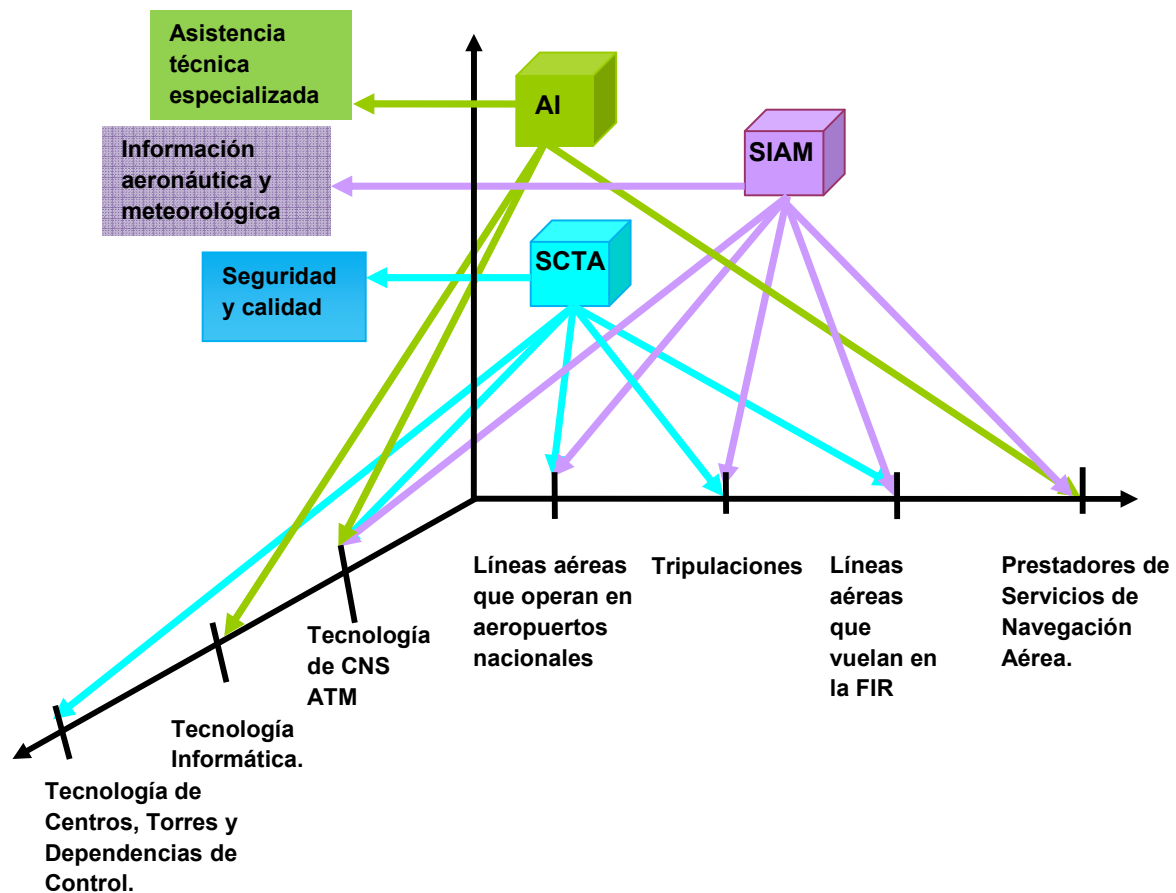 Asistencia
técnica
especializada
AI
Información
aeronáutica y
meteorológica
SIAM
Seguridad
y calidad
SCTA
Líneas aéreas
que operan en
aeropuertos
nacionales
Tripulaciones
Líneas
aéreas
que
vuelan en
la FIR
Prestadores de
Servicios de
Navegación
Aérea.
Tecnología
de CNS
ATM
Tecnología
Informática.
Tecnología de
Centros, Torres y
Dependencias de
Control.